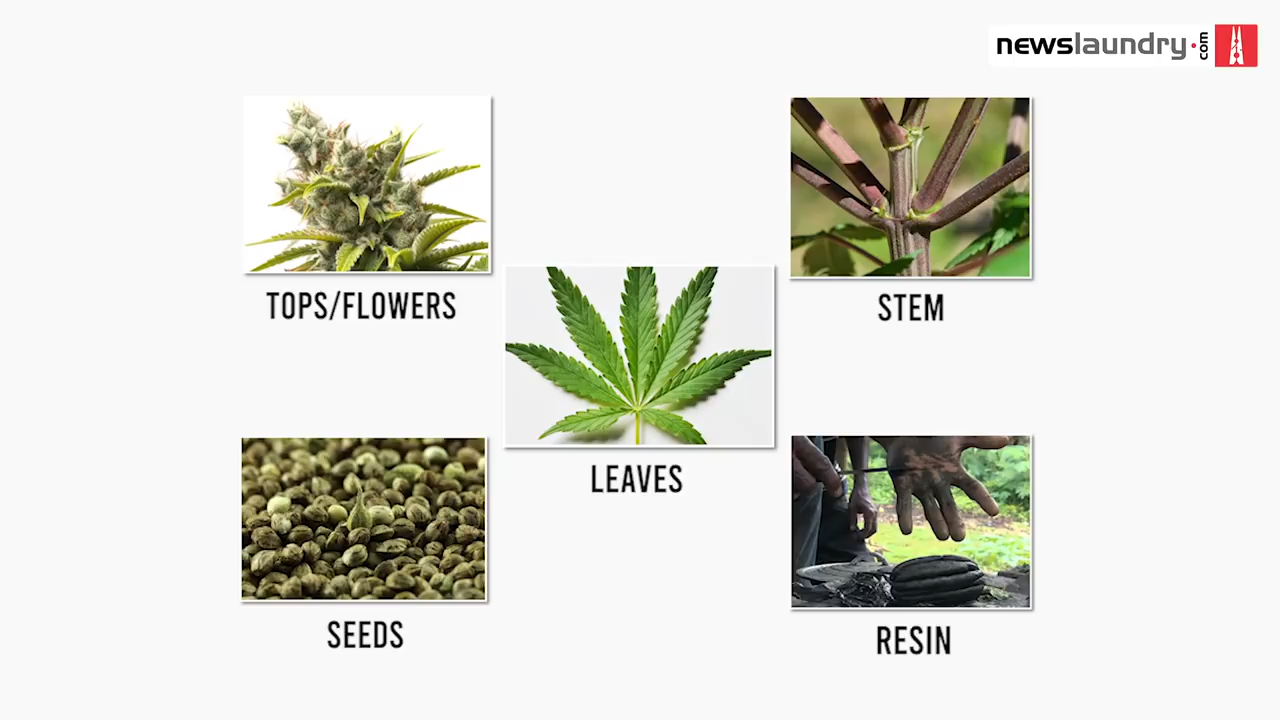 newslaundry.com
TOPS/FLOWERS
STEM
LEAVES
SEEDS
RESIN